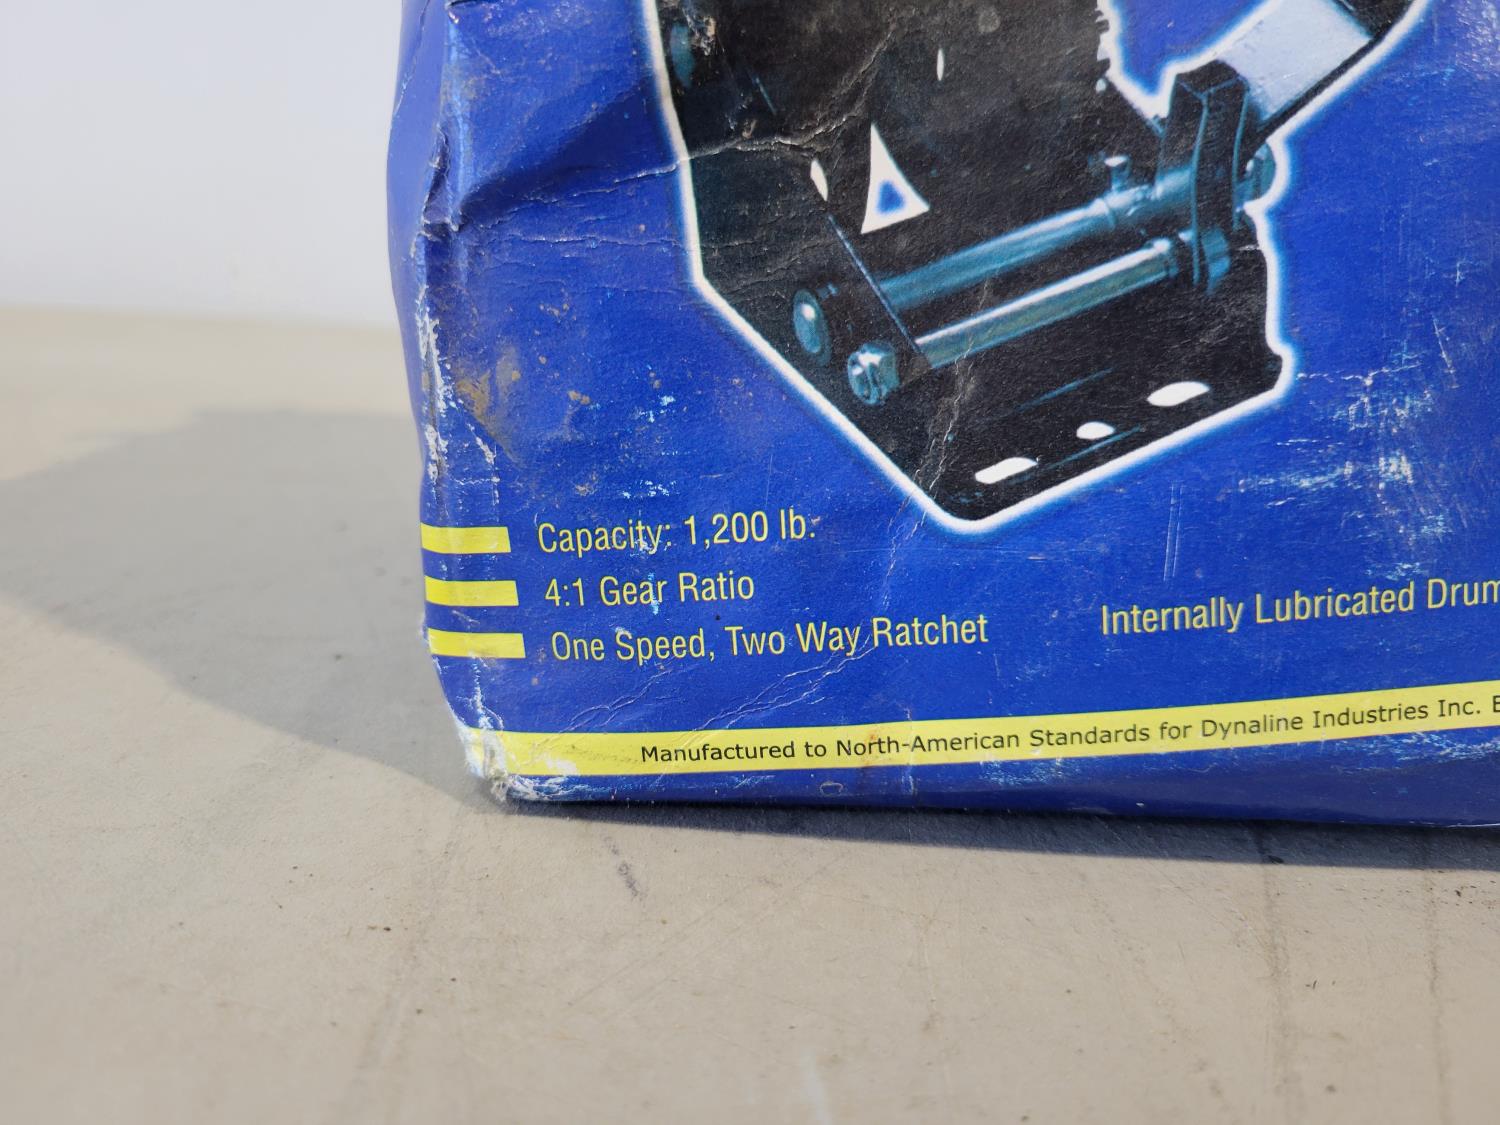 Capacity: 1,200 lb.
4:1 Gear Ratio
One Speed, Two Way Ratchet
Internally Lubricated Drum
Manufactured to North-American Standards for Dynaline Industries Inc.